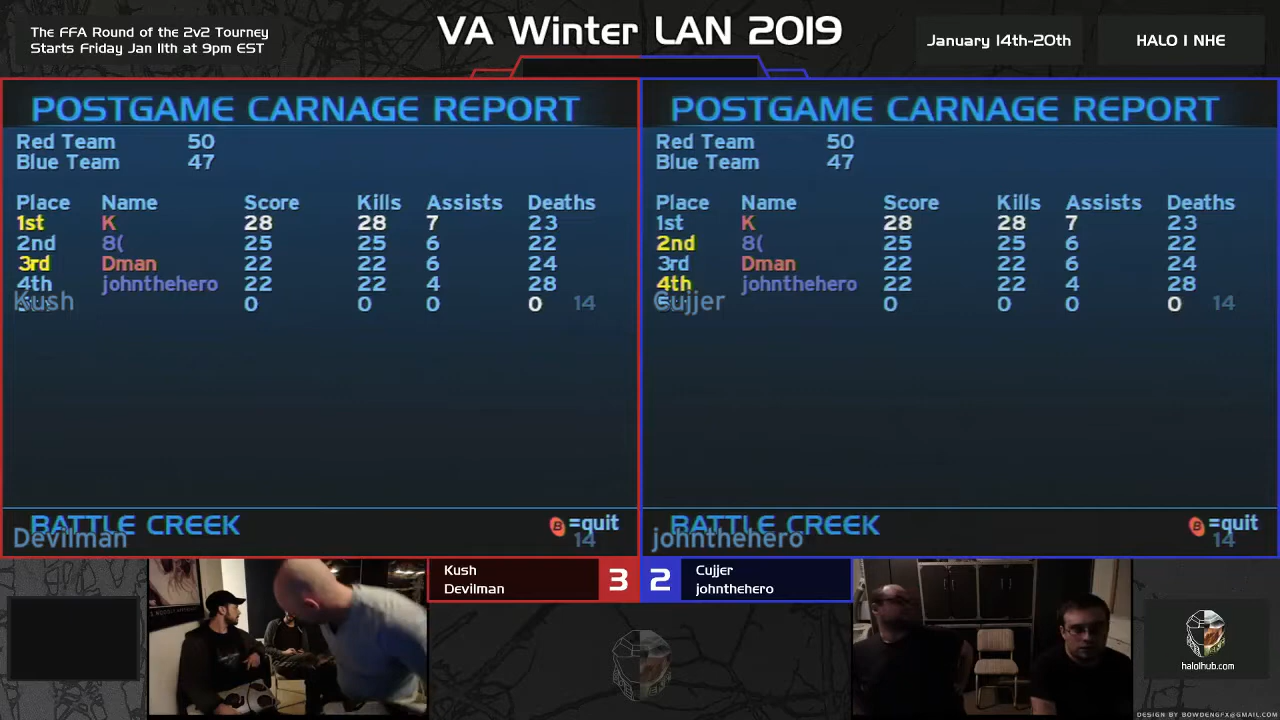 The FFA Round of the 2v2 Tourney
Starts Friday Jan 11th at 9pm EST
VA Winter LAN 2019
January 14th-20th
HALO 1 NHE
POSTGAME CARNAGE REPORT
Red Team 50
Blue Team 47
Place Name Score Kills Assists Deaths
1st K 28 28 7 23
2nd 8( 25 25 6 22
3rd Dman 22 22 6 24
4th johnthehero 22 22 4 28
0 0 0 0
Kush 14
BATTLE CREEK
B =quit
Devilman 14
POSTGAME CARNAGE REPORT
Red Team 50
Blue Team 47
Place Name Score Kills Assists Deaths
1st K 28 28 7 23
2nd 8( 25 25 6 22
3rd Dman 22 22 6 24
4th johnthehero 22 22 4 28
0 0 0 0
Cujjer 14
BATTLE CREEK
B =quit
johnthehero 14
Kush
Devilman
3
2
Cujjer
johnthehero
halo1hub.com
DESIGN BY BOWDENGFX@GMAIL.COM